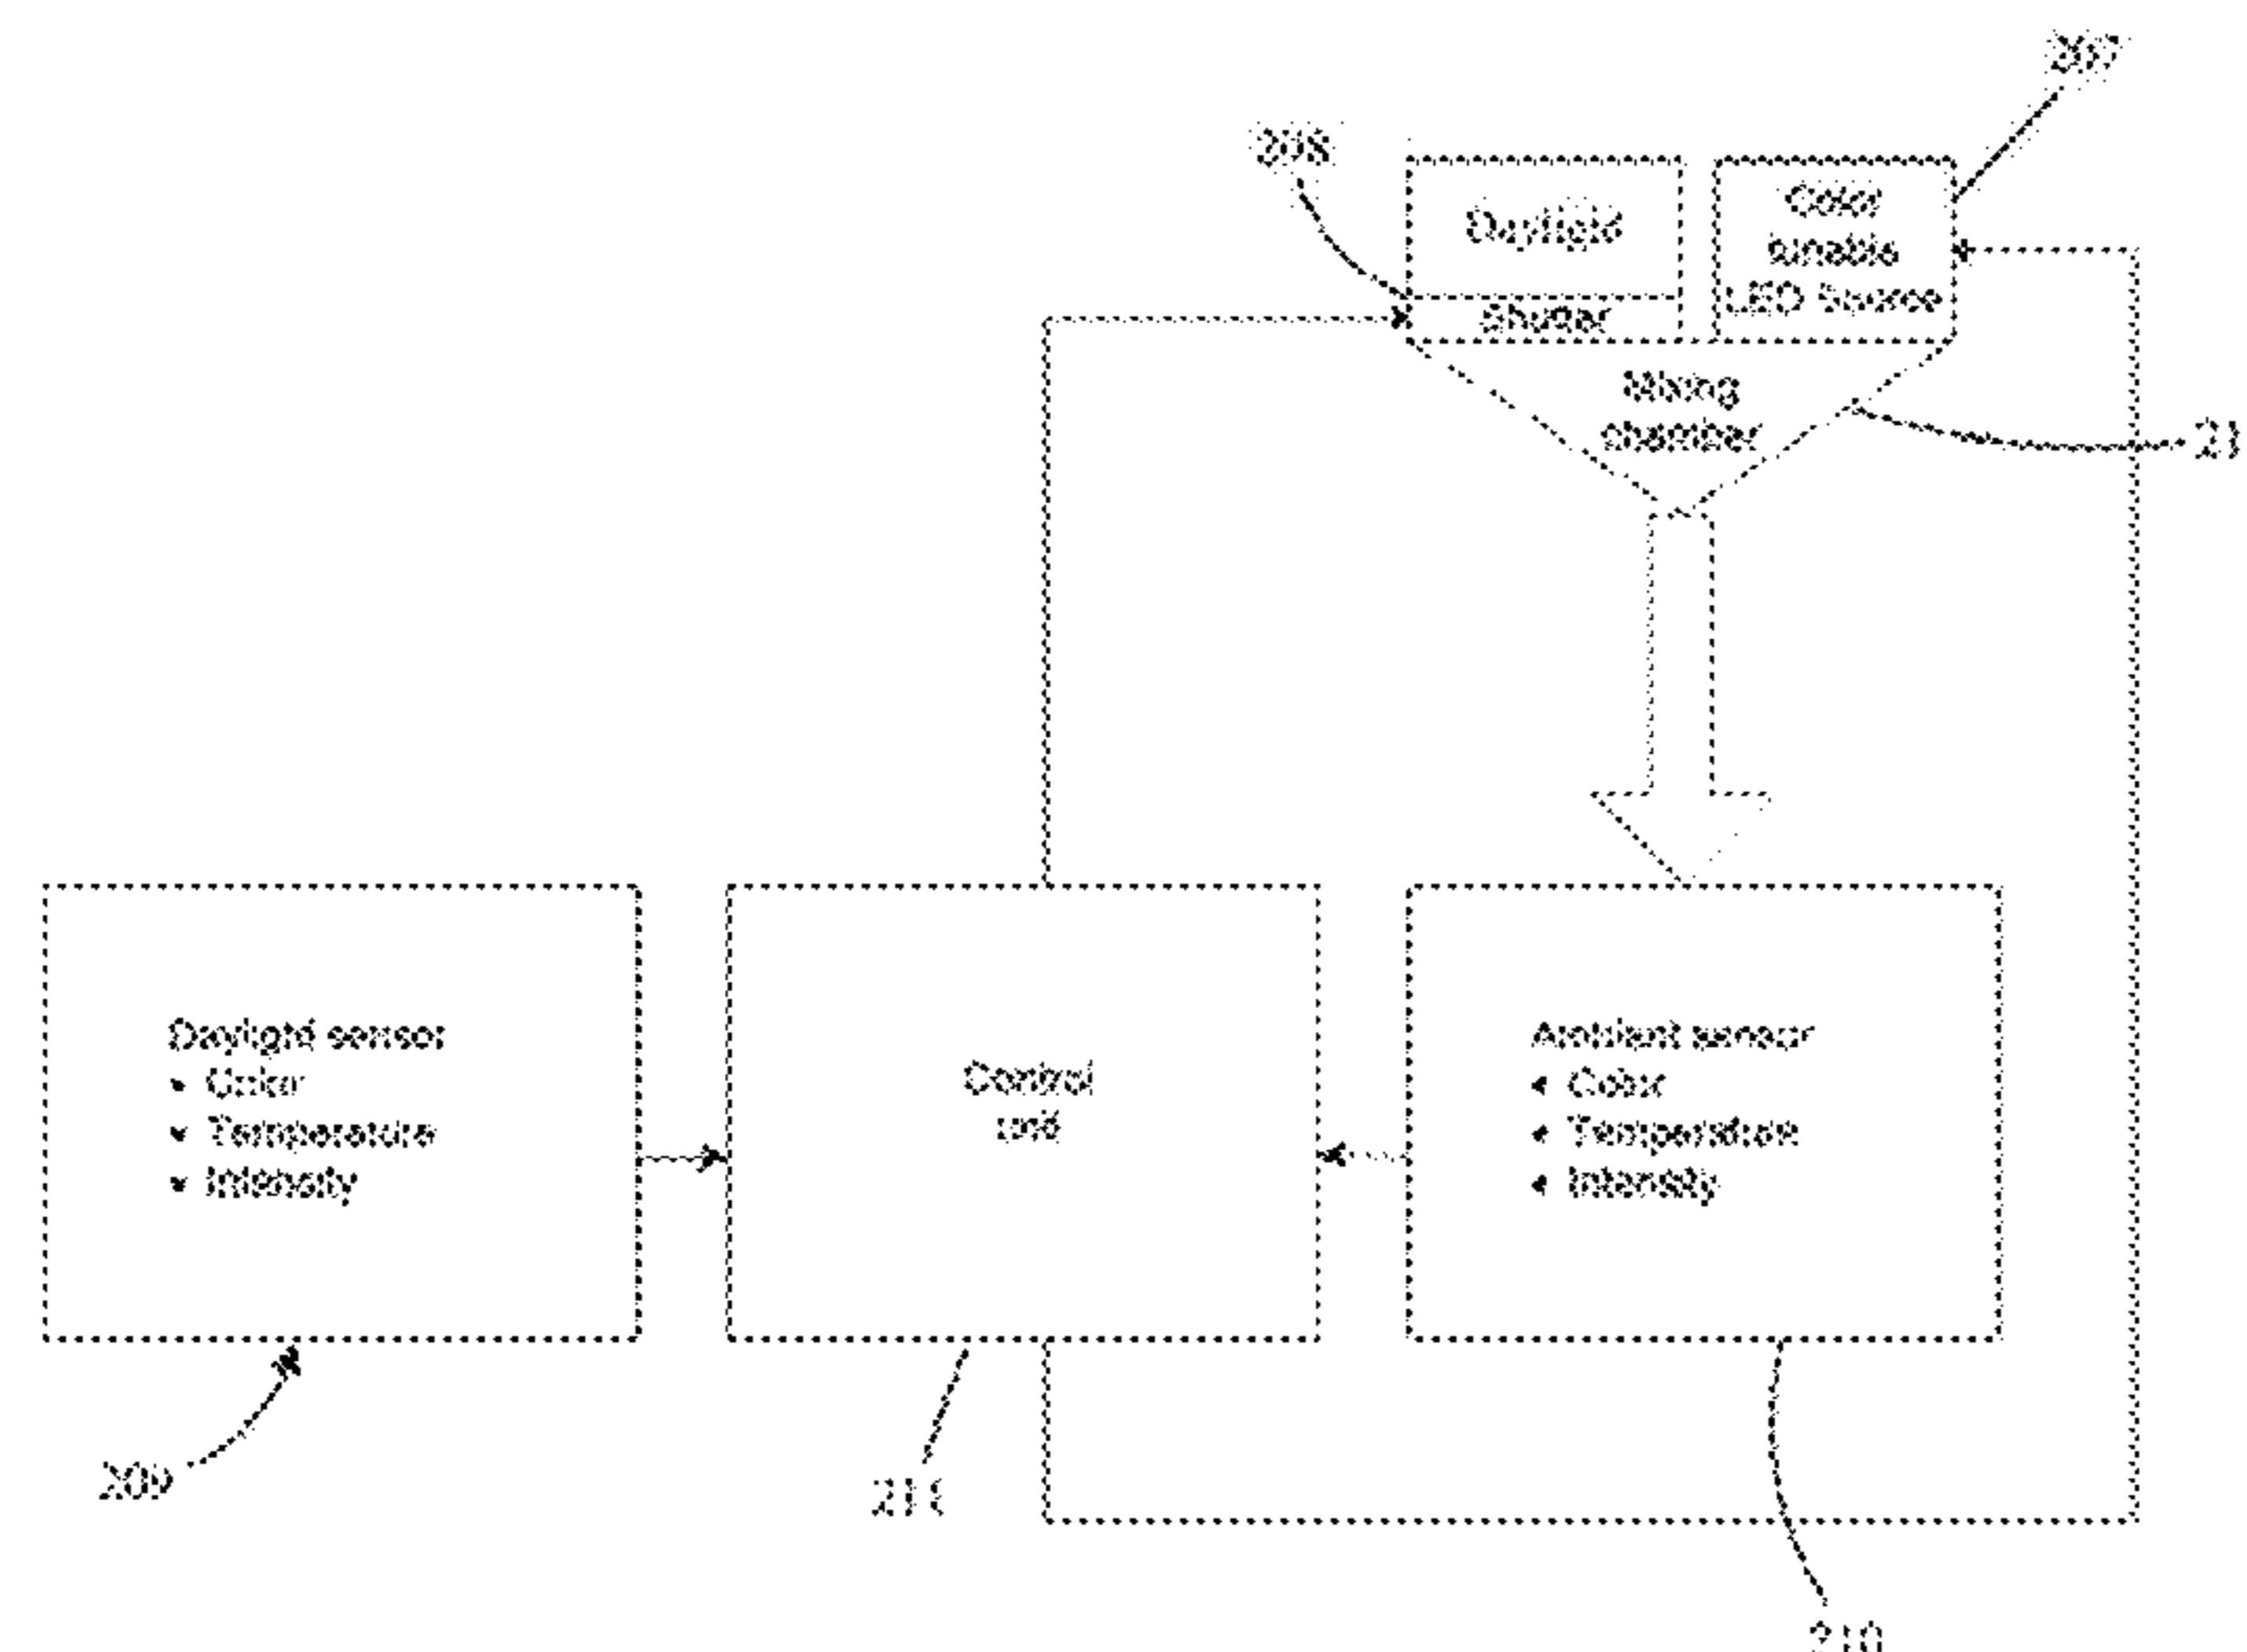 207
208
Daylight
Shutter
Color
tunable
LED Source
Mixing
chamber
Daylight sensor
• Color
• Temperature
• Intensity
Control
unit
Ambient sensor
• Color
• Temperature
• Intensity
209
210